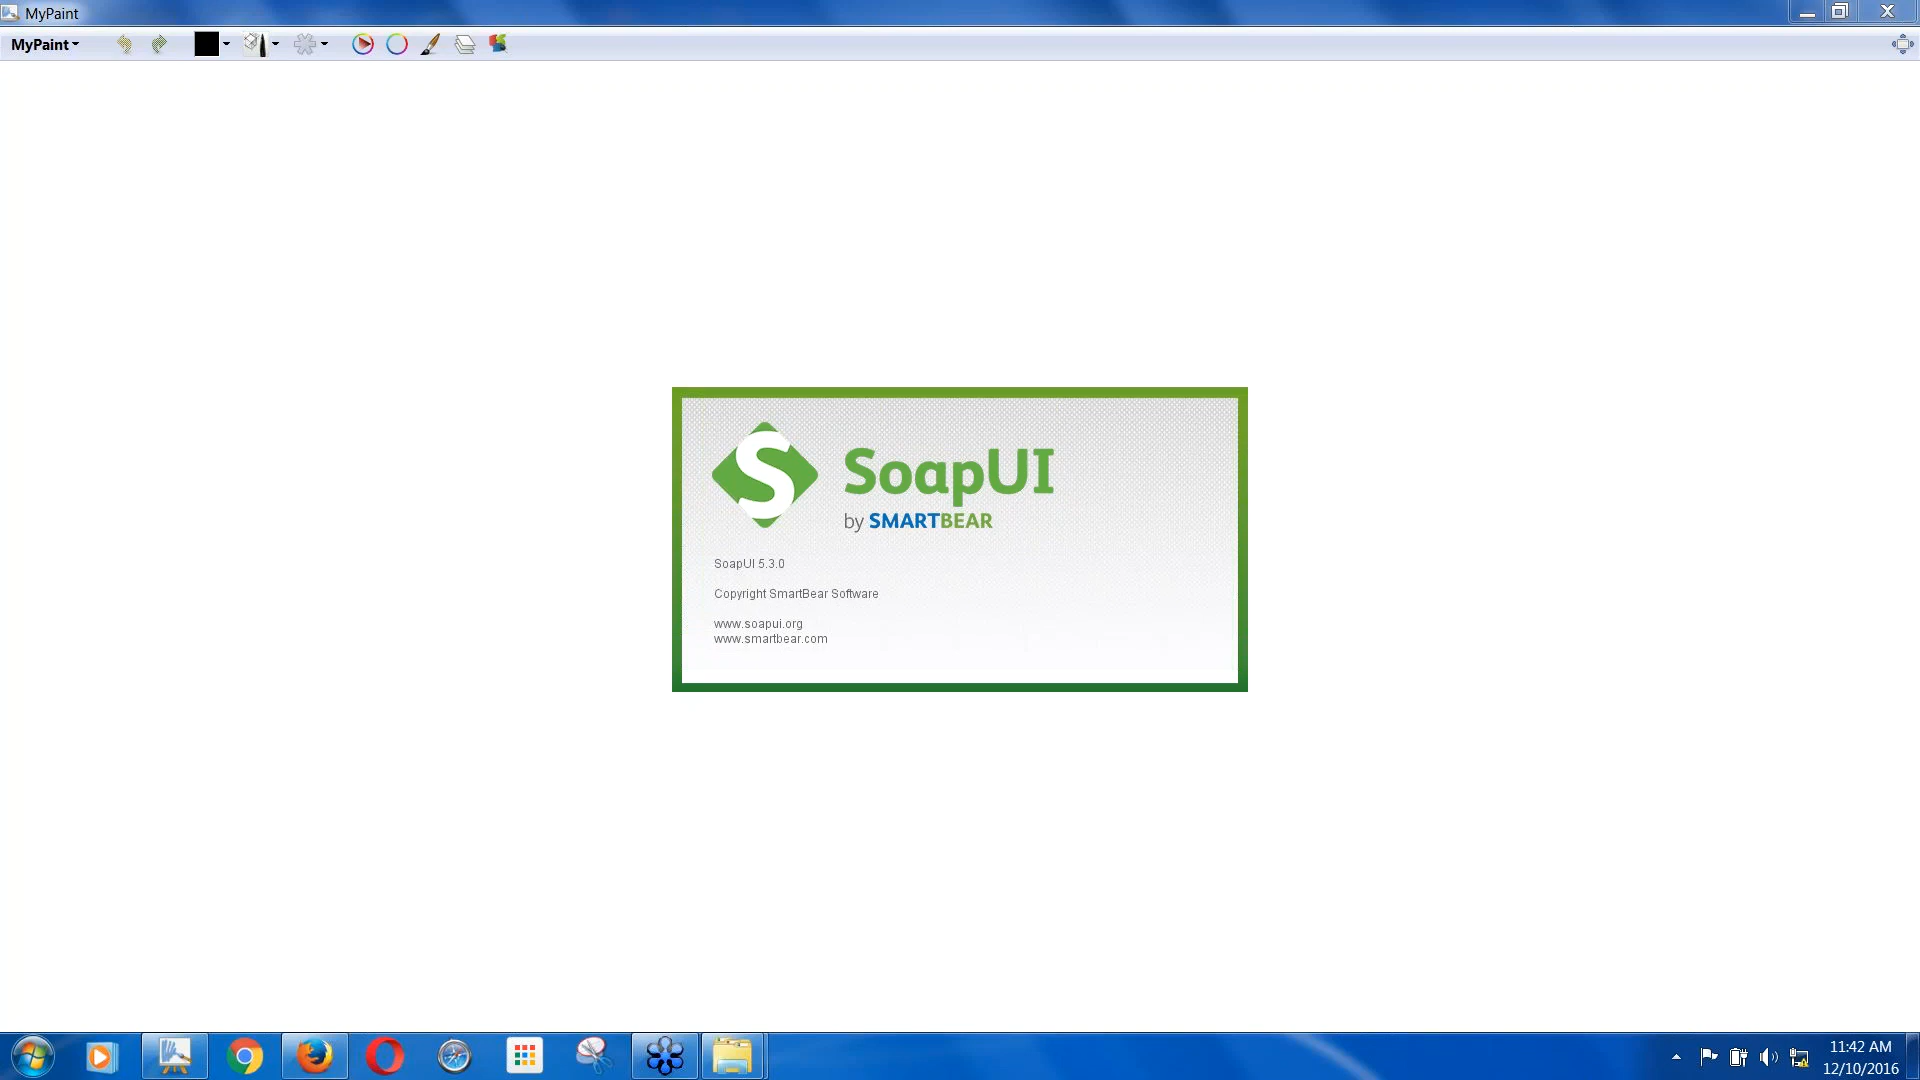 MyPaint
MyPaint
SoapUI
by SMARTBEAR
SoapUI 5.3.0
Copyright SmartBear Software
www.soapui.org
www.smartbear.com
11:42 AM
12/10/2016